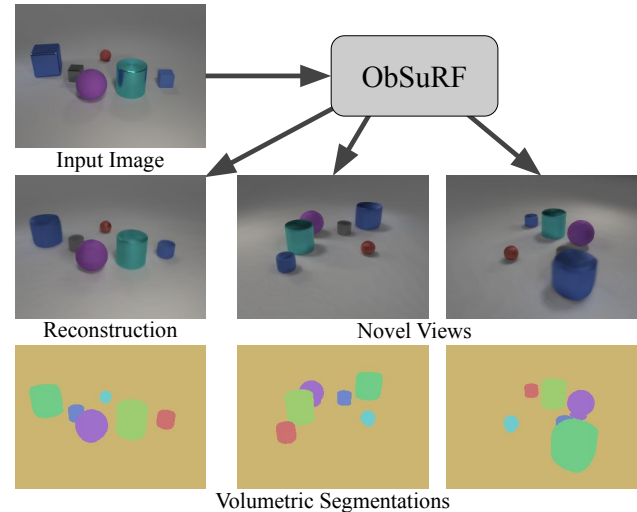 ObSuRF
Input Image
Reconstruction
Novel Views
Volumetric Segmentations